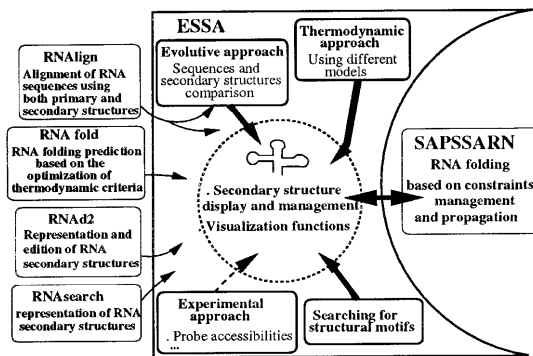 ESSA
RNAlign
Alignment of RNA
sequences using
both primary and
secondary structures
RNA fold
RNA folding prediction
based on the
optimization of
thermodynamic criteria
RNAd2
Representation and
edition of RNA
secondary structures
RNAsearch
representation of RNA
secondary structures
Evolutive approach
Sequences and
secondary structures
comparison
Thermodynamic
approach
Using different
models
. Secondary structure
display and management
. Visualization functions
SAPSSARN
RNA folding
based on constraints
management
and propagation
Experimental
approach
. Probe accessibilities
...
Searching for
structural motifs